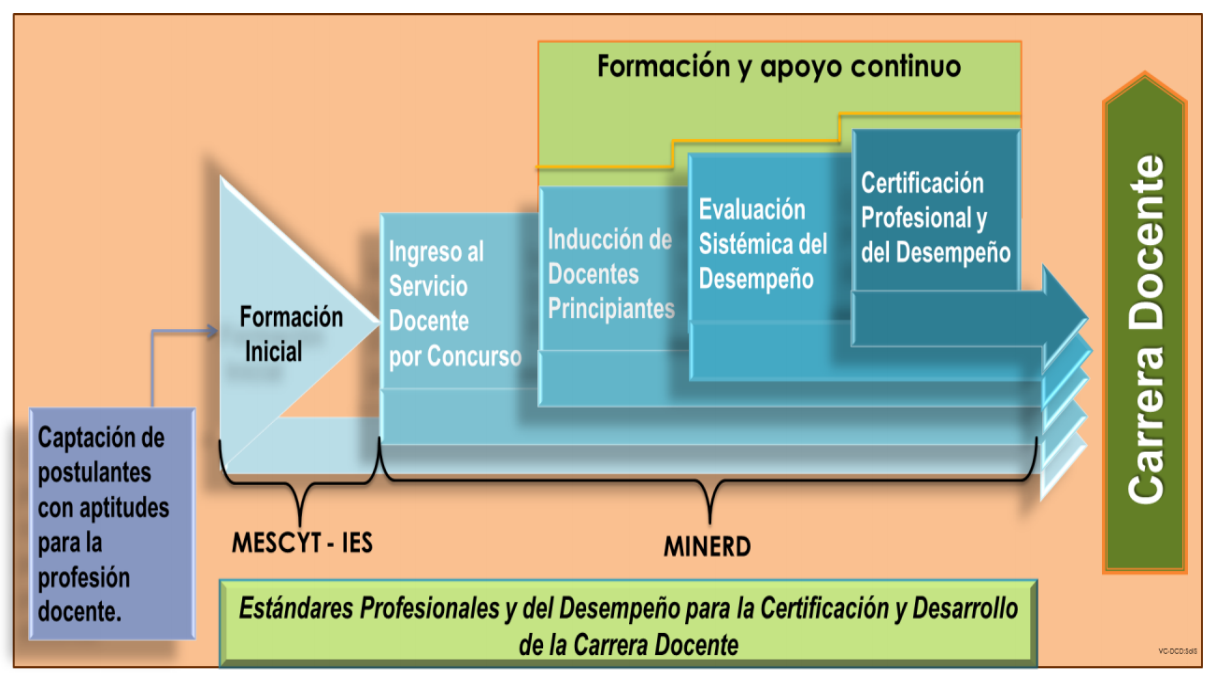 Formación y apoyo continuo
Captación de
postulantes
con aptitudes
para la
profesión
docente.
Formación
Inicial
Ingreso al
Servicio
Docente
por Concurso
Inducción de
Docentes
Principiantes
Evaluación
Sistémica del
Desempeño
Certificación
Profesional y
del Desempeño
Carrera Docente
MESCYT - IES
MINERD
Estándares Profesionales y del Desempeño para la Certificación y Desarrollo
de la Carrera Docente